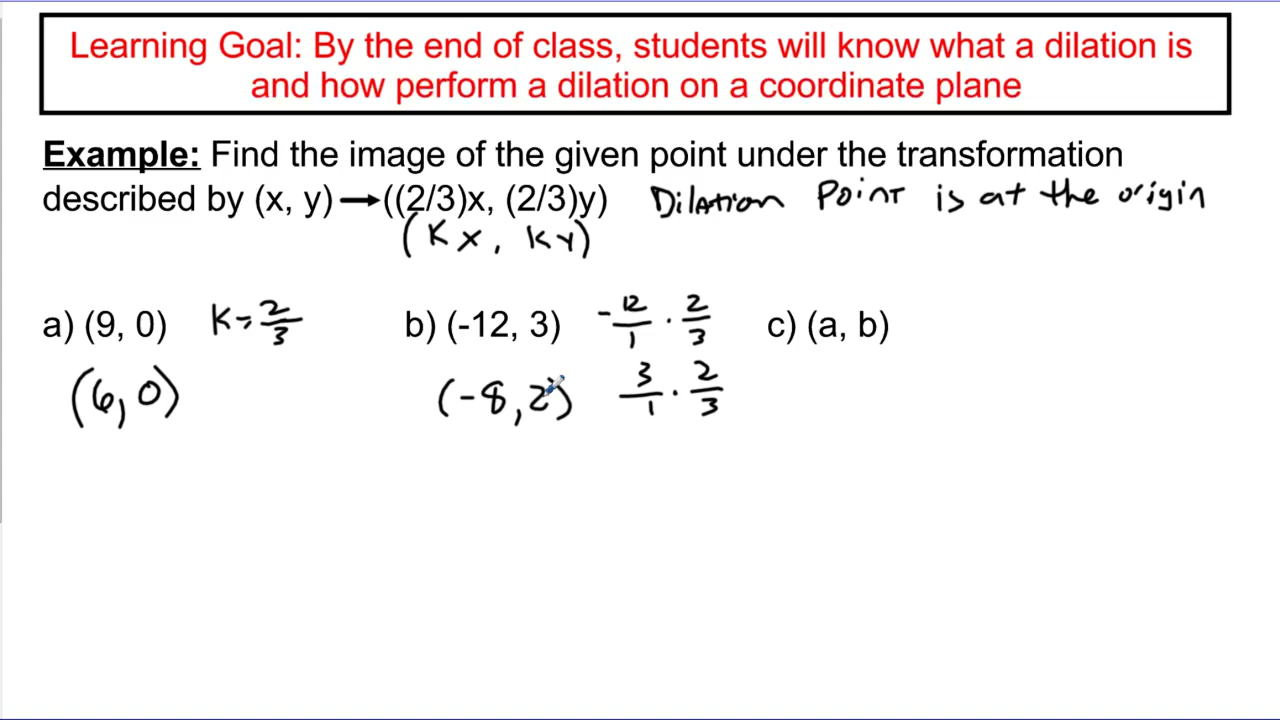 Learning Goal: By the end of class, students will know what a dilation is
and how perform a dilation on a coordinate plane
Example: Find the image of the given point under the transformation
described by (x, y) → ((2/3)x, (2/3)y) Dilation Point is at the origin
(Kx, Ky)
a) (9, 0) K = 2/3 b) (-12, 3) -12/1 · 2/3 c) (a, b)
(6, 0) (-8, 2) 3/1 · 2/3